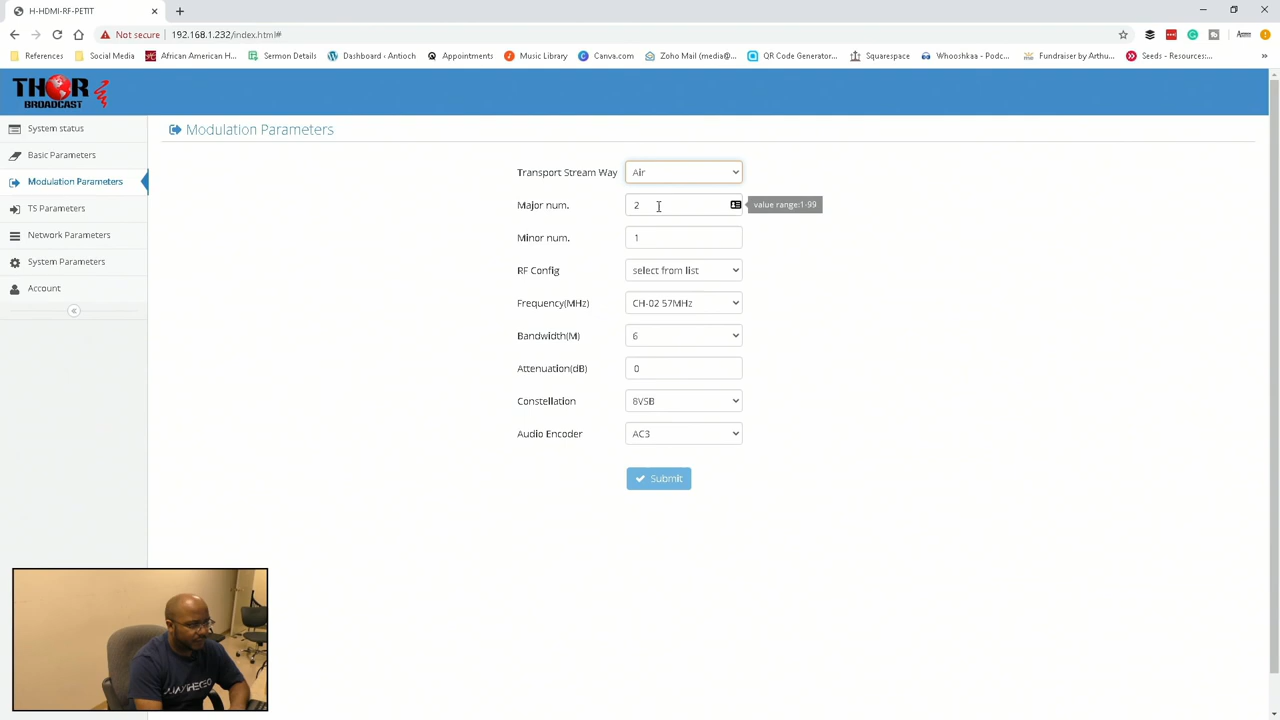 H-HDMI-RF-PETIT
Not secure | 192.168.1.232/index.html#
References Social Media African American H... Sermon Details Dashboard ‹ Antioch Appointments Music Library Canva.com Zoho Mail (media@... QR Code Generator... Squarespace Whooshkaa - Podc... Fundraiser by Arthu... Seeds - Resources:... »
THOR
BROADCAST
System status
Basic Parameters
Modulation Parameters
TS Parameters
Network Parameters
System Parameters
Account
Modulation Parameters
Transport Stream Way Air
Major num. 2 value range:1-99
Minor num. 1
RF Config select from list
Frequency(MHz) CH-02 57MHz
Bandwidth(M) 6
Attenuation(dB) 0
Constellation 8VSB
Audio Encoder AC3
Submit